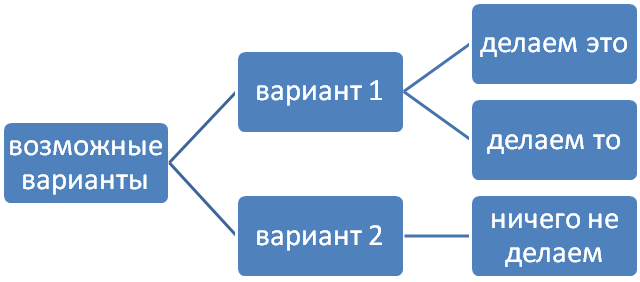 возможные
варианты
вариант 1
делаем это
делаем то
вариант 2
ничего не
делаем